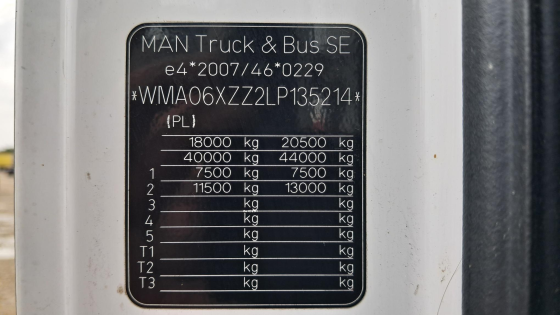 MAN Truck & Bus SE
e4*2007/46*0229
*WMA06XZZ2LP135214*
{PL}
18000 kg 20500 kg
40000 kg 44000 kg
1 7500 kg 7500 kg
2 11500 kg 13000 kg
3 kg kg
4 kg kg
5 kg kg
T1 kg kg
T2 kg kg
T3 kg kg